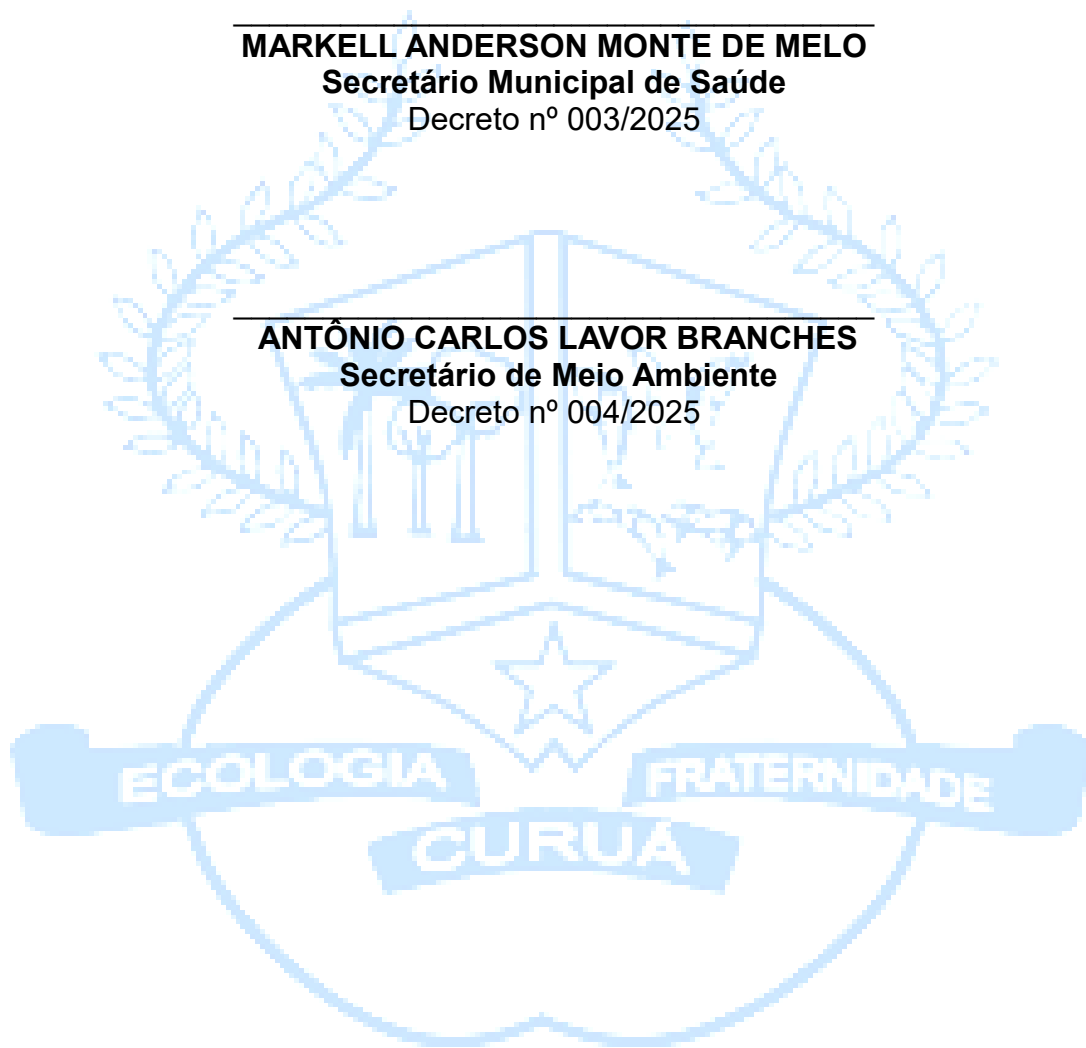 MARKELL ANDERSON MONTE DE MELO
Secretário Municipal de Saúde
Decreto nº 003/2025
ANTÔNIO CARLOS LAVOR BRANCHES
Secretário de Meio Ambiente
Decreto nº 004/2025
ECOLOGIA
FRATERNIDADE
CURUÁ